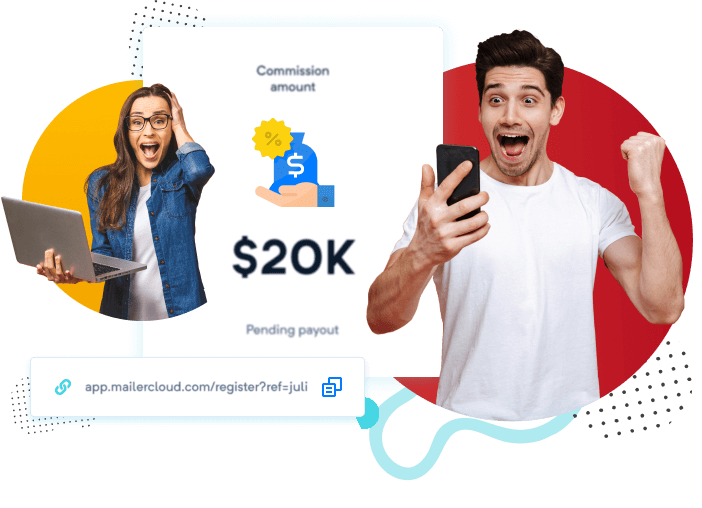 Commission
amount
%
$
$20K
Pending payout
app.mailercloud.com/register?ref=juli